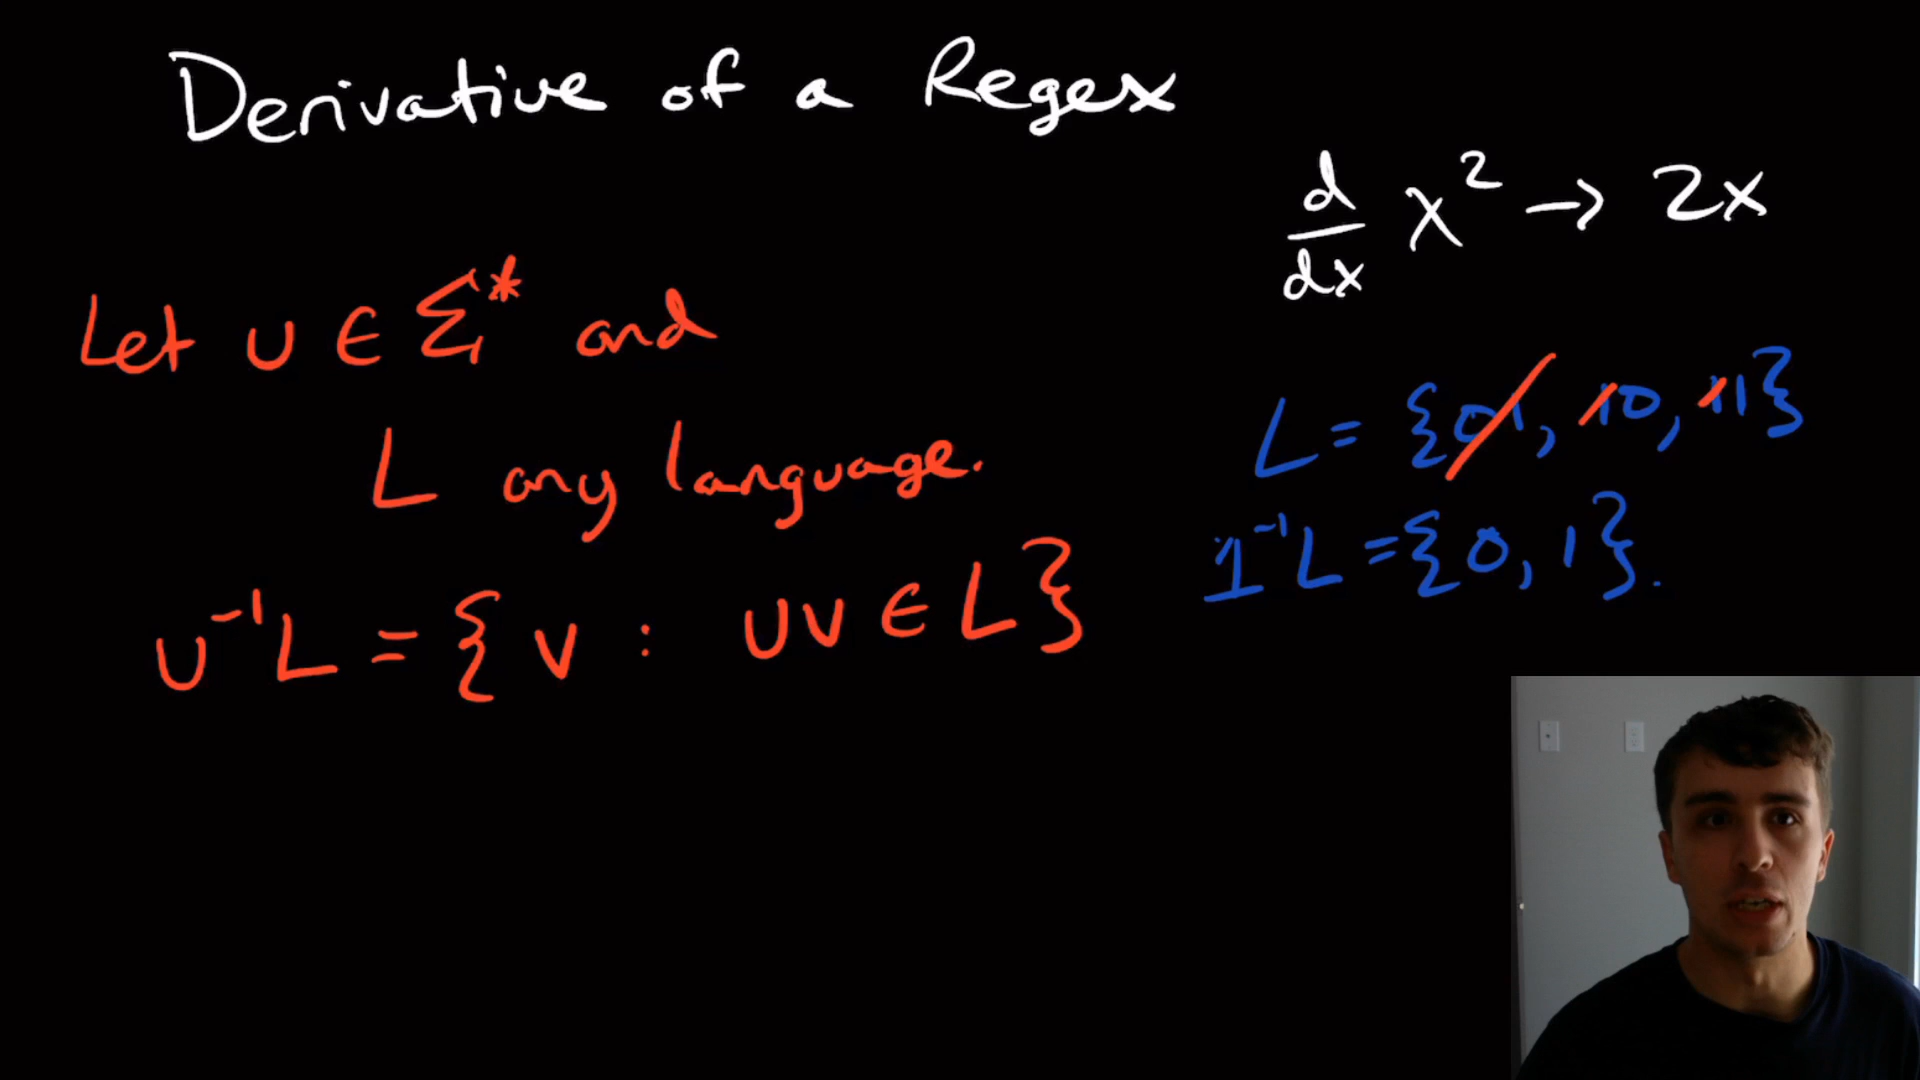 Derivative of a Regex
d/dx x² → 2x
Let u ∈ Σ* and
L any language.
u⁻¹L = { v : uv ∈ L }
L = {01, 10, 11}
1⁻¹L = {0, 1}.